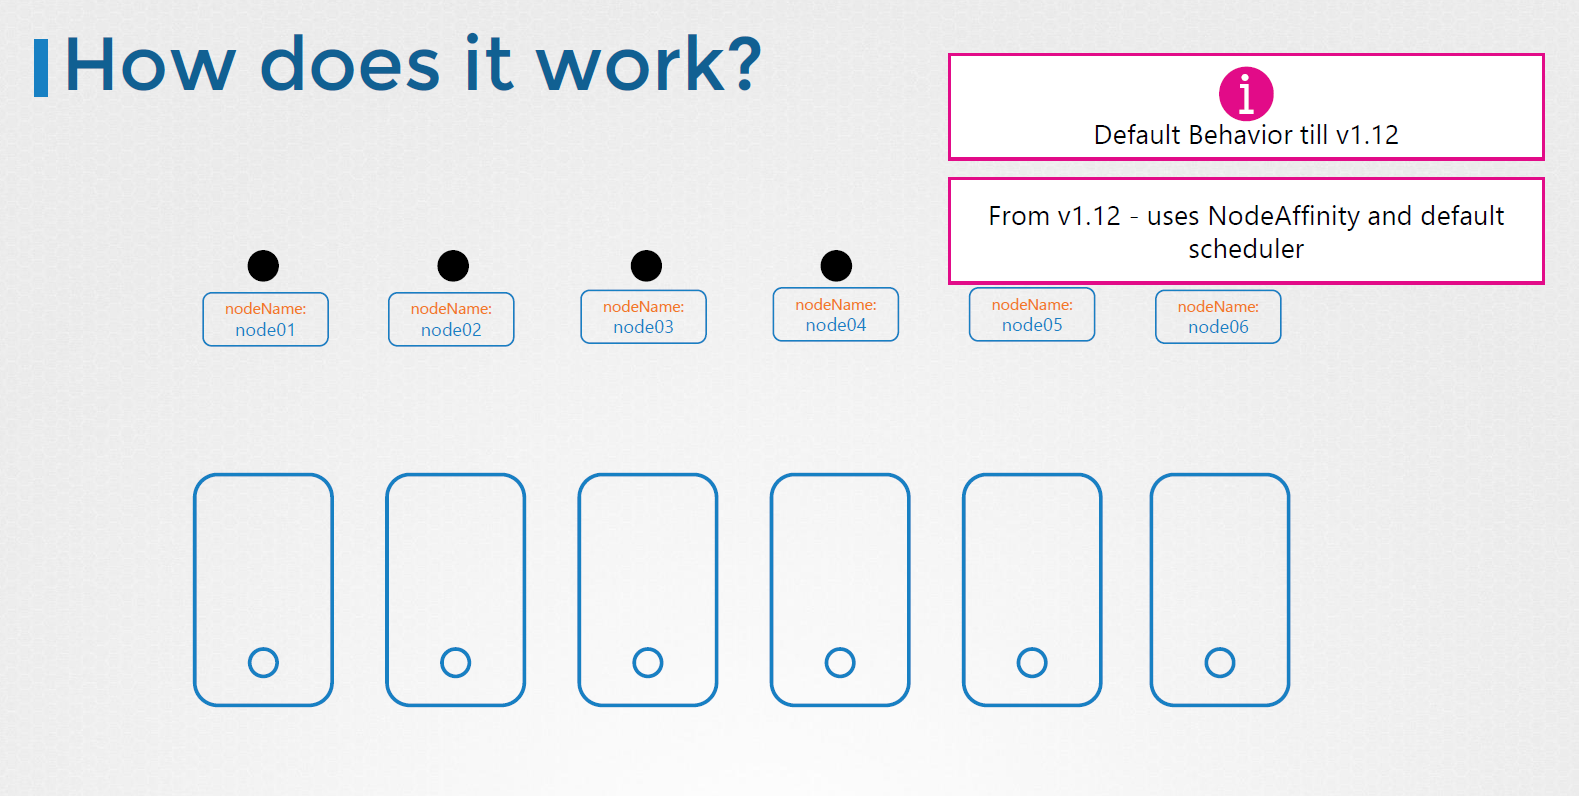 How does it work?
i
Default Behavior till v1.12
From v1.12 - uses NodeAffinity and default
scheduler
nodeName:
node01
nodeName:
node02
nodeName:
node03
nodeName:
node04
nodeName:
node05
nodeName:
node06